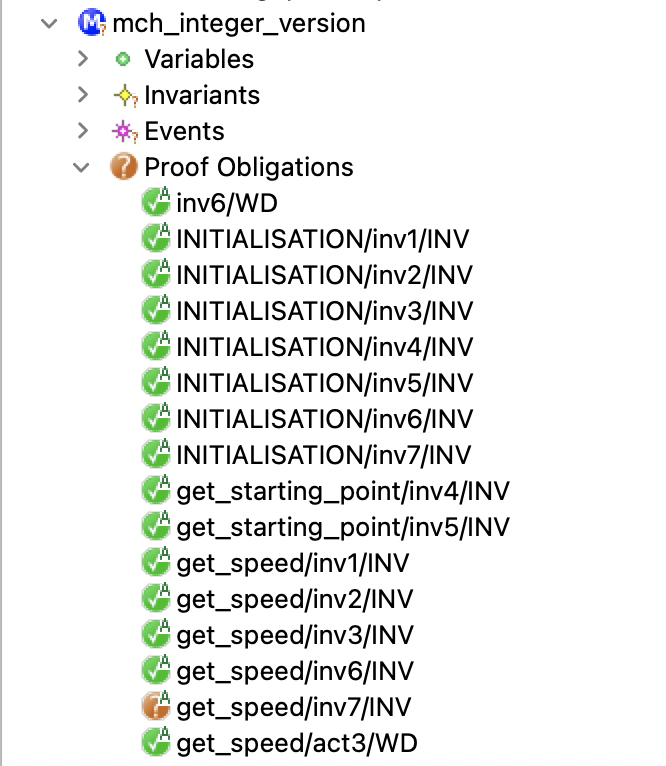 mch_integer_version
Variables
Invariants
Events
Proof Obligations
inv6/WD
INITIALISATION/inv1/INV
INITIALISATION/inv2/INV
INITIALISATION/inv3/INV
INITIALISATION/inv4/INV
INITIALISATION/inv5/INV
INITIALISATION/inv6/INV
INITIALISATION/inv7/INV
get_starting_point/inv4/INV
get_starting_point/inv5/INV
get_speed/inv1/INV
get_speed/inv2/INV
get_speed/inv3/INV
get_speed/inv6/INV
get_speed/inv7/INV
get_speed/act3/WD